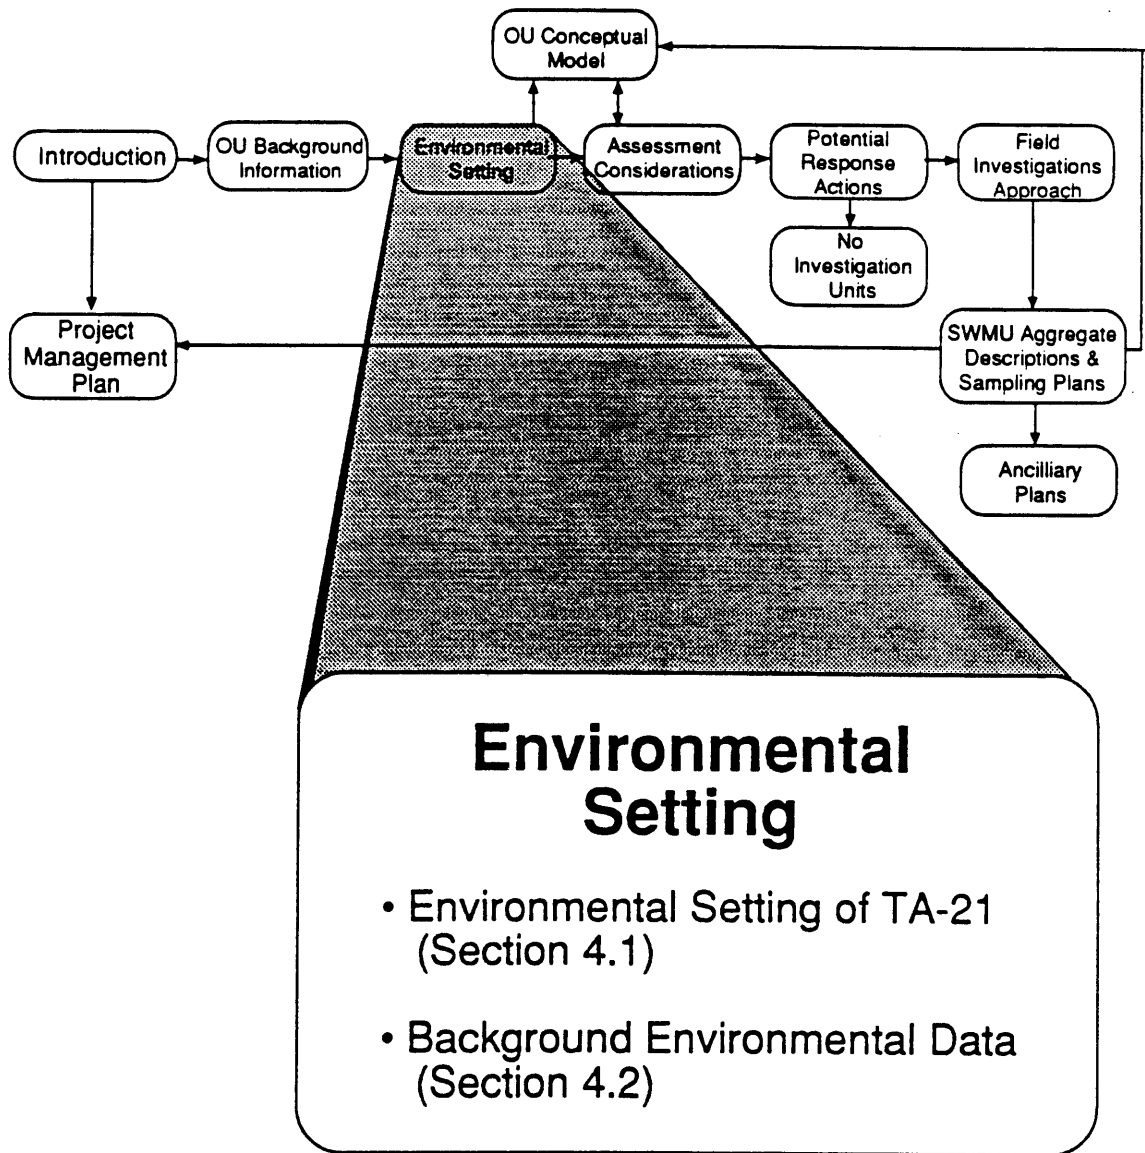 OU Conceptual
Model
Introduction
OU Background
Information
Environmental
Setting
Assessment
Considerations
Potential
Response
Actions
Field
Investigations
Approach
No
Investigation
Units
Project
Management
Plan
SWMU Aggregate
Descriptions &
Sampling Plans
Ancilliary
Plans
Environmental
Setting
• Environmental Setting of TA-21
(Section 4.1)
• Background Environmental Data
(Section 4.2)